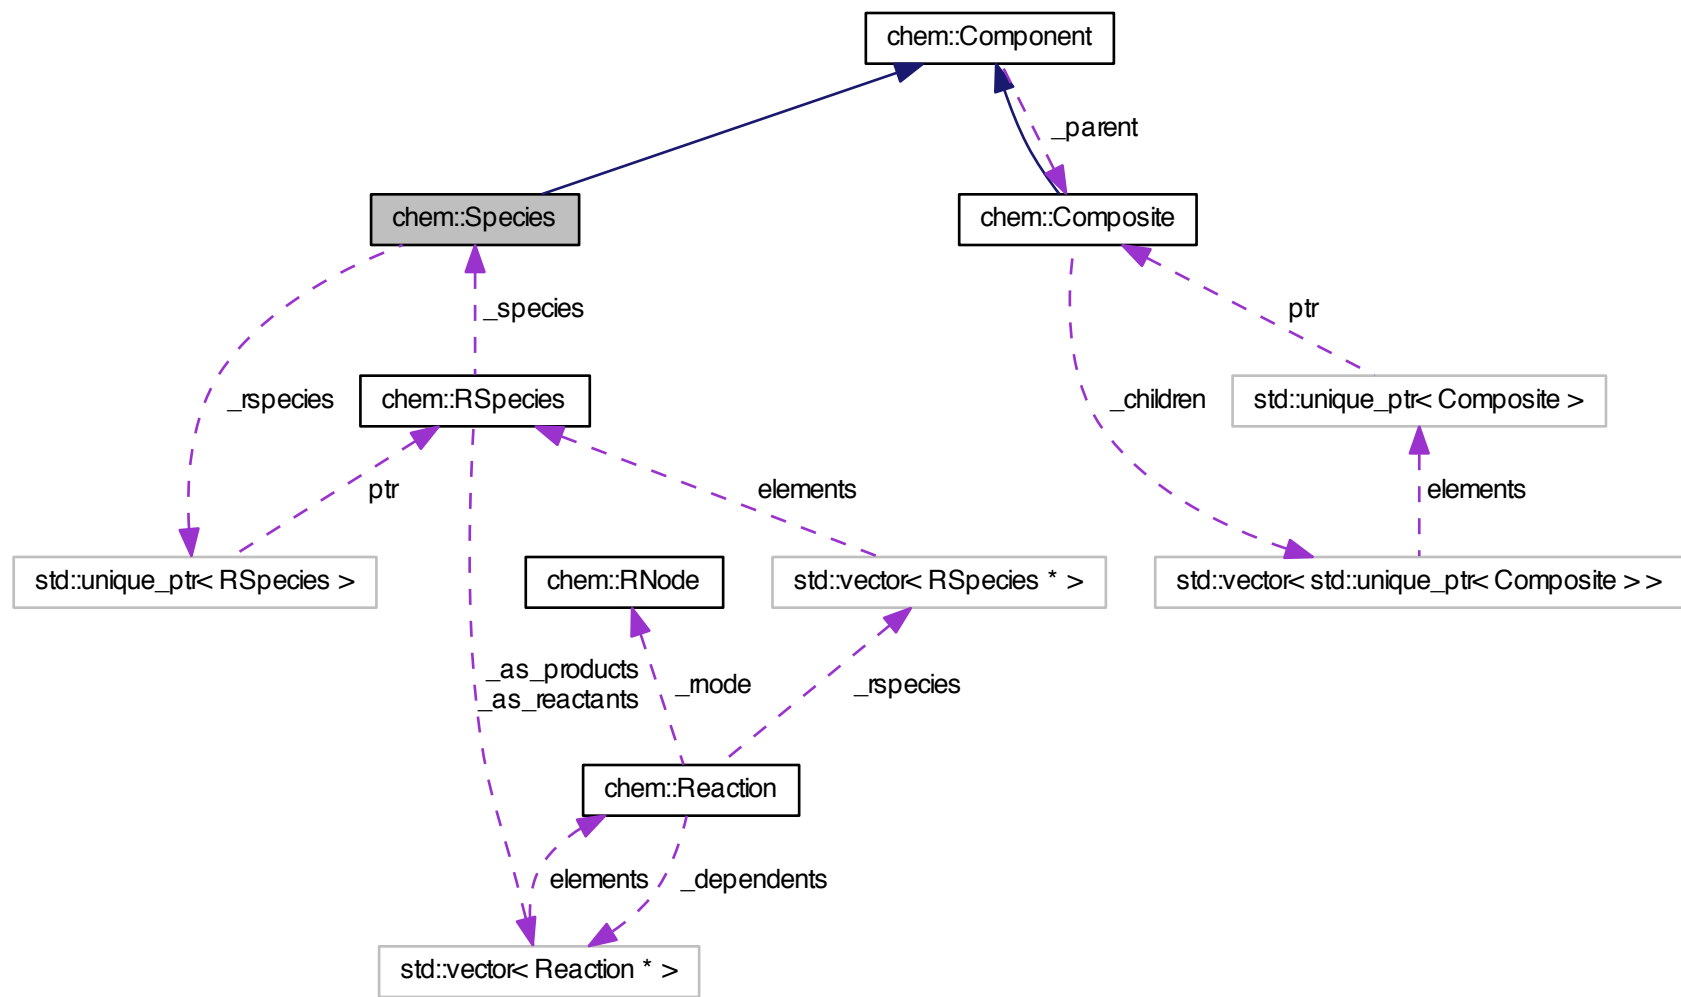 chem::Component
_parent
chem::Species
chem::Composite
_species
ptr
_rspecies
chem::RSpecies
_children
std::unique_ptr< Composite >
ptr
elements
elements
std::unique_ptr< RSpecies >
chem::RNode
std::vector< RSpecies * >
std::vector< std::unique_ptr< Composite > >
_as_products
_as_reactants
_rnode
_rspecies
chem::Reaction
elements
_dependents
std::vector< Reaction * >